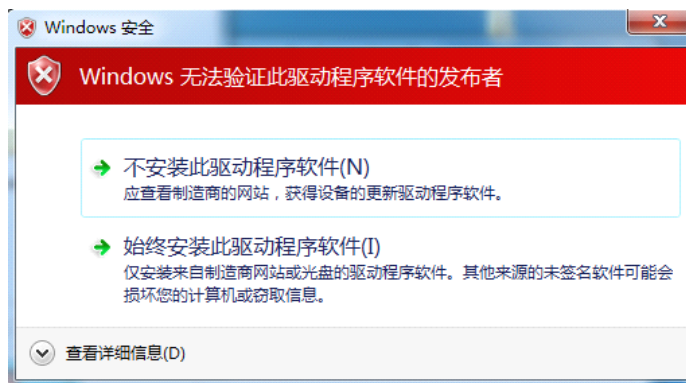 Windows 安全
Windows 无法验证此驱动程序软件的发布者
不安装此驱动程序软件(N)
应查看制造商的网站，获得设备的更新驱动程序软件。
始终安装此驱动程序软件(I)
仅安装来自制造商网站或光盘的驱动程序软件。其他来源的未签名软件可能会
损坏您的计算机或窃取信息。
查看详细信息(D)